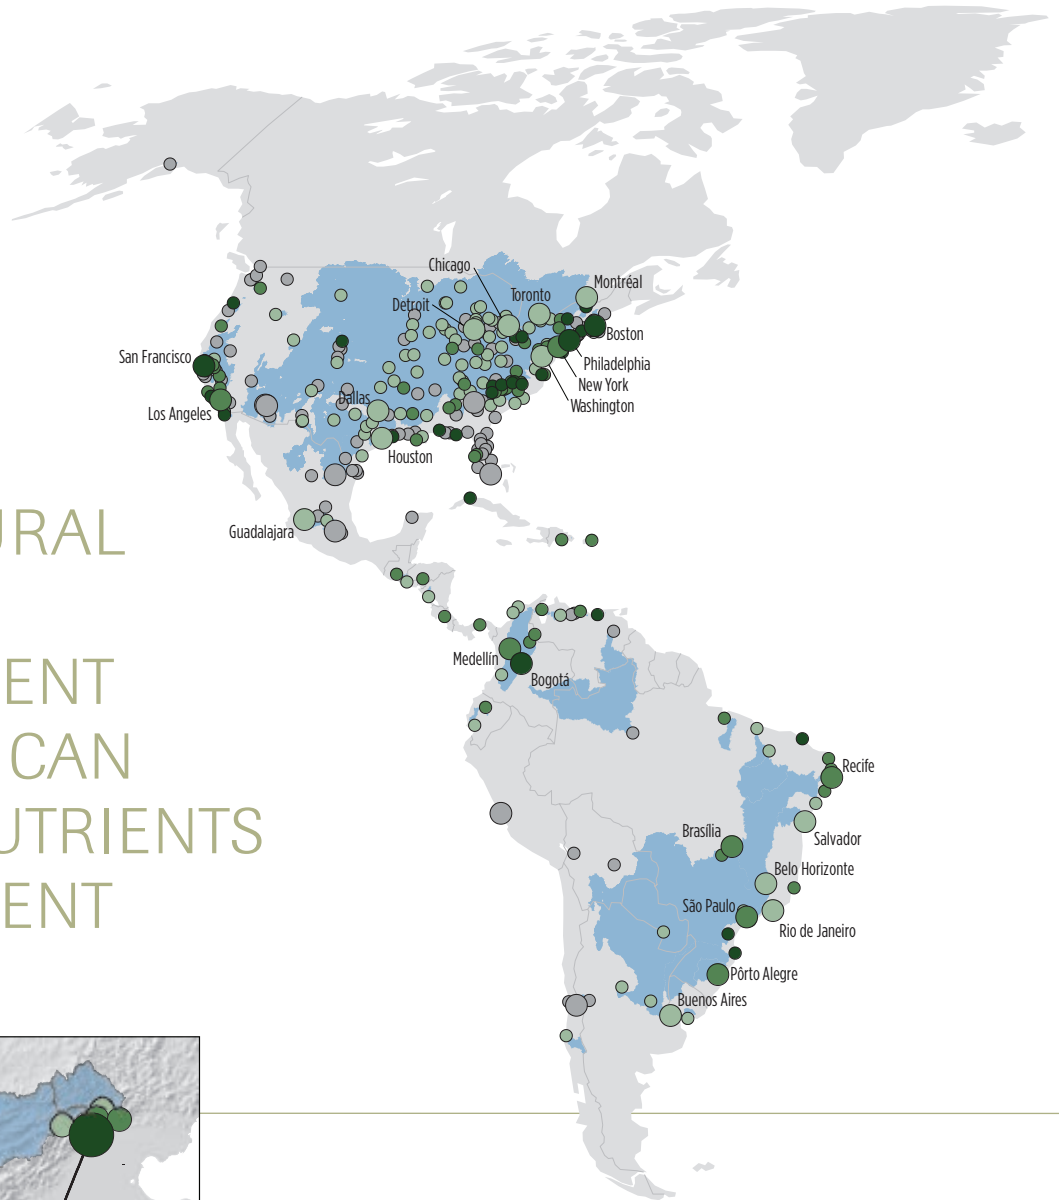 Chicago
Montréal
Toronto
Detroit
Boston
San Francisco
Philadelphia
New York
Dallas
Washington
Los Angeles
Houston
URAL
Guadalajara
ENT
Medellín
Bogotá
CAN
Recife
UTRIENTS
Brasília
Salvador
Belo Horizonte
ENT
São Paulo
Rio de Janeiro
Pôrto Alegre
Buenos Aires